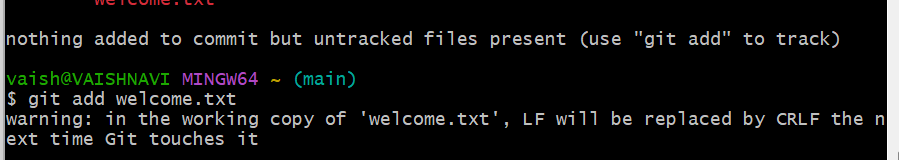 welcome.txt
nothing added to commit but untracked files present (use "git add" to track)
vaish@VAISHNAVI MINGW64 ~ (main)
$ git add welcome.txt
warning: in the working copy of 'welcome.txt', LF will be replaced by CRLF the n
ext time Git touches it